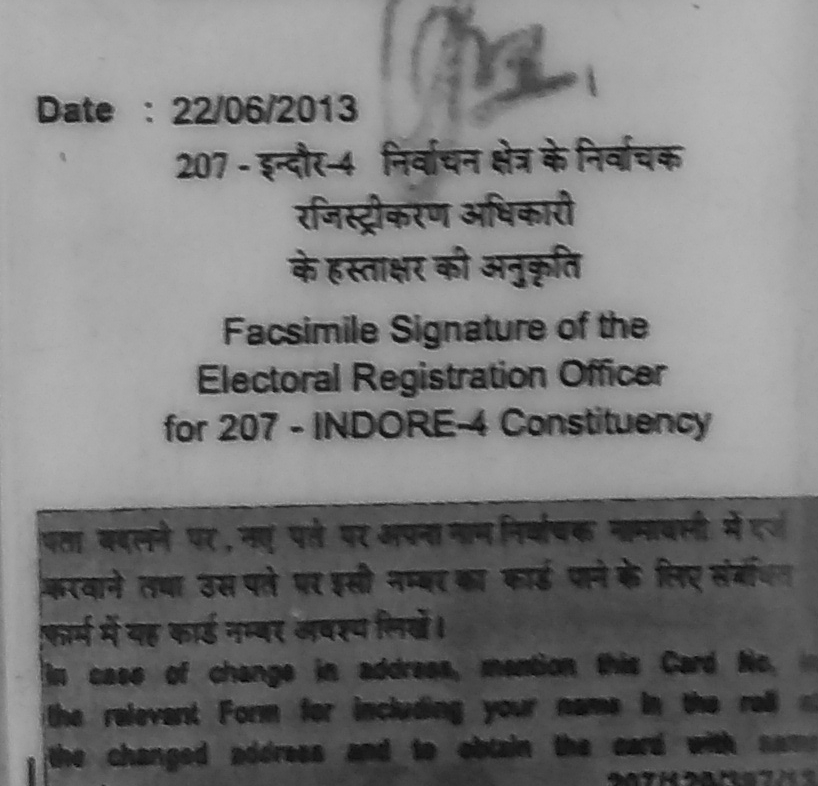 Date : 22/06/2013
207 - इन्दौर-4 निर्वाचन क्षेत्र के निर्वाचक
रजिस्ट्रीकरण अधिकारी
के हस्ताक्षर की अनुकृति
Facsimile Signature of the
Electoral Registration Officer
for 207 - INDORE-4 Constituency
पता बदलने पर, नए पते पर अपना नाम निर्वाचक नामावली में दर्ज
करवाने तथा उस पते पर इसी नम्बर का कार्ड पाने के लिए संबंधित
फार्म में यह कार्ड नम्बर अवश्य लिखें।
In case of change in address, mention this Card No. in
the relevant Form for including your name in the roll
the changed address and to obtain the card with same